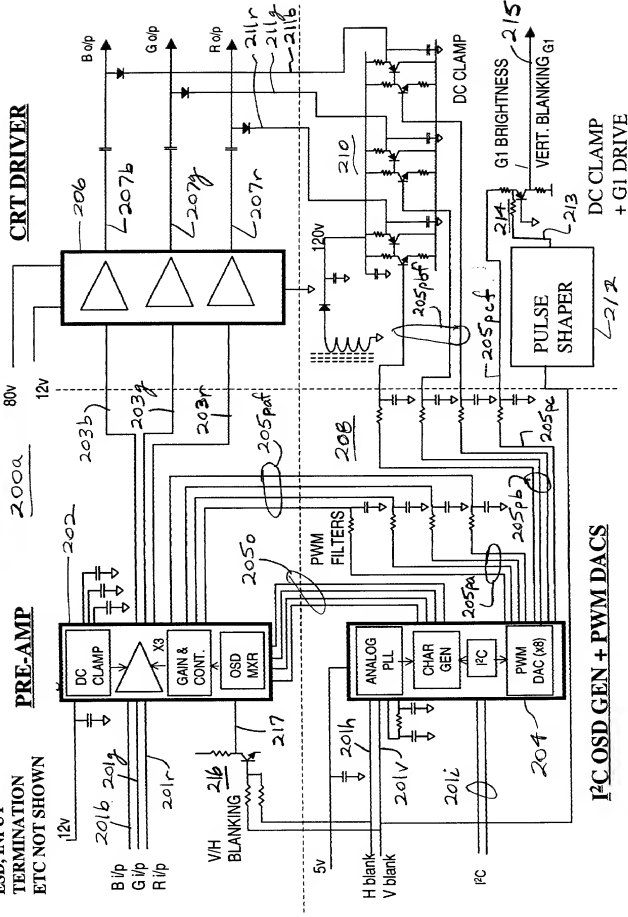 ESD, INPUT
TERMINATION
ETC NOT SHOWN
PRE-AMP
200a
CRT DRIVER
12v
201b
201g
201r
B i/p
G i/p
R i/p
202
DC
CLAMP
X3
GAIN &
CONT.
OSD
MXR
80v
12v
203b
203g
203r
206
207b
207g
207r
B o/p
G o/p
R o/p
211r
211g
211b
V/H
BLANKING
216
217
205o
205paf
PWM
FILTERS
208
120v
210
DC CLAMP
205pbf
205pcf
5v
H blank
V blank
I²C
201h
201v
201i
ANALOG
PLL
CHAR
GEN
I²C
PWM
DAC (x8)
204
205pa
205pb
205pc
PULSE
SHAPER
212
213
214
G1 BRIGHTNESS
VERT. BLANKING
G1
215
I²C OSD GEN + PWM DACS
DC CLAMP
+ G1 DRIVE